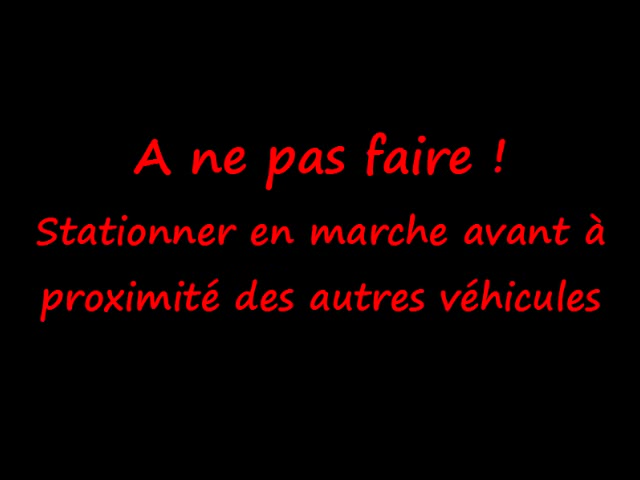 A ne pas faire !
Stationner en marche avant à
proximité des autres véhicules